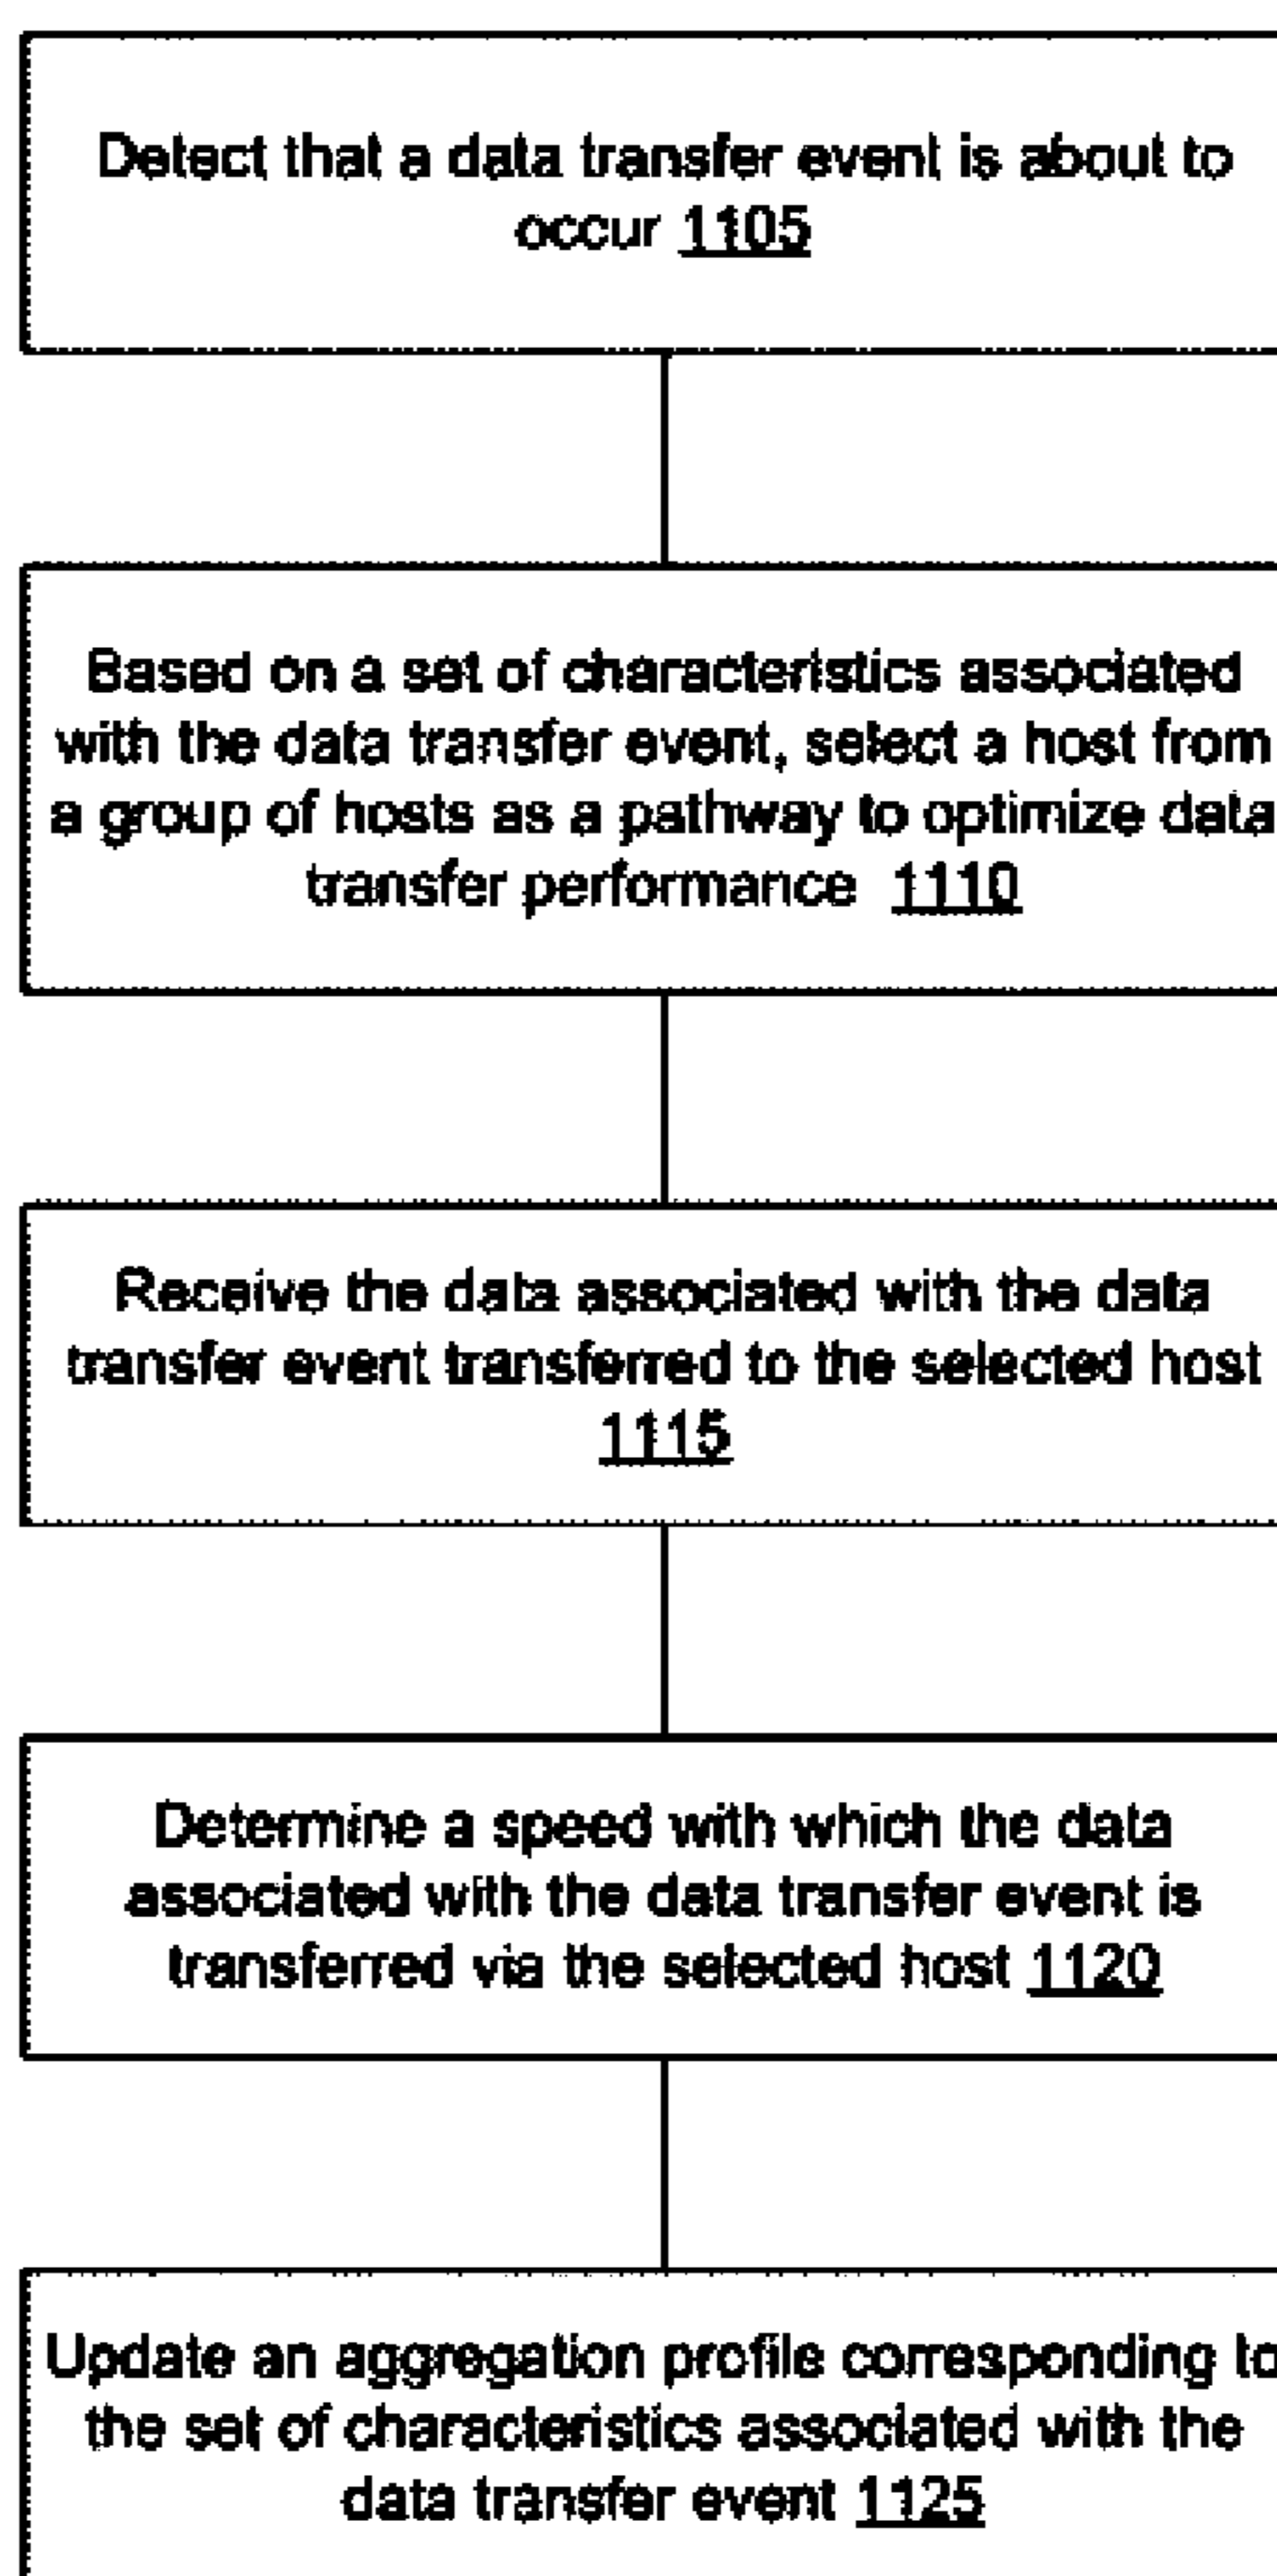 Detect that a data transfer event is about to
occur 1105
Based on a set of characteristics associated
with the data transfer event, select a host from
a group of hosts as a pathway to optimize data
transfer performance 1110
Receive the data associated with the data
transfer event transferred to the selected host
1115
Determine a speed with which the data
associated with the data transfer event is
transferred via the selected host 1120
Update an aggregation profile corresponding to
the set of characteristics associated with the
data transfer event 1125